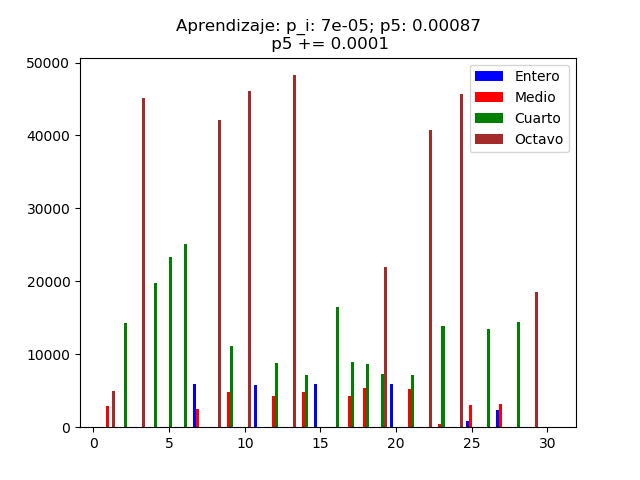 Aprendizaje: p_i: 7e-05; p5: 0.00087
p5 += 0.0001
50000
40000
30000
20000
10000
0
Entero
Medio
Cuarto
Octavo
0 5 10 15 20 25 30